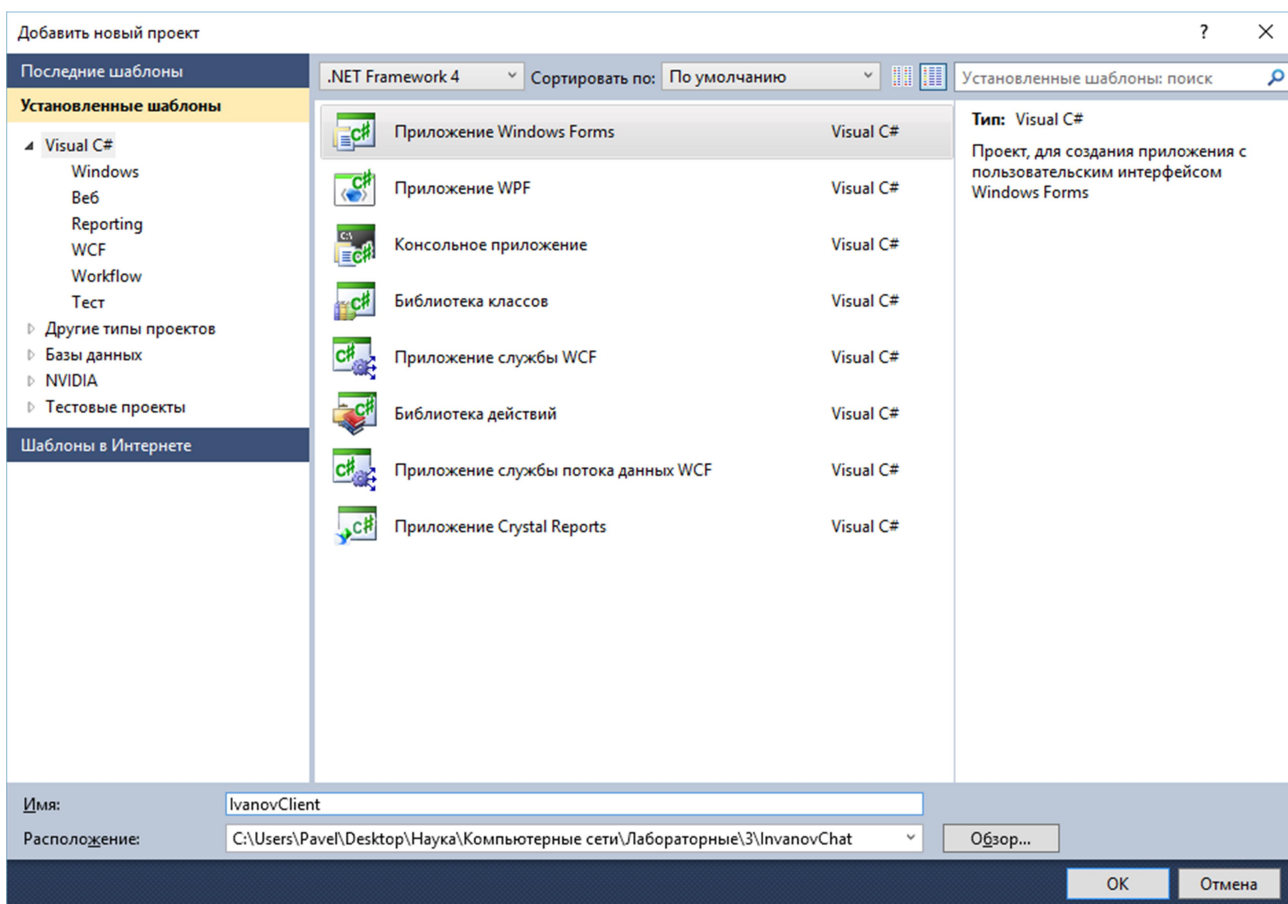 Добавить новый проект
?
Последние шаблоны
.NET Framework 4
Сортировать по:
По умолчанию
Установленные шаблоны: поиск
Установленные шаблоны
Visual C#
Windows
Веб
Reporting
WCF
Workflow
Тест
Другие типы проектов
Базы данных
NVIDIA
Тестовые проекты
Шаблоны в Интернете
Приложение Windows Forms Visual C#
Приложение WPF Visual C#
Консольное приложение Visual C#
Библиотека классов Visual C#
Приложение службы WCF Visual C#
Библиотека действий Visual C#
Приложение службы потока данных WCF Visual C#
Приложение Crystal Reports Visual C#
Тип: Visual C#
Проект, для создания приложения с
пользовательским интерфейсом
Windows Forms
Имя: IvanovClient
Расположение: C:\Users\Pavel\Desktop\Наука\Компьютерные сети\Лабораторные\3\InvanovChat
Обзор...
ОК
Отмена